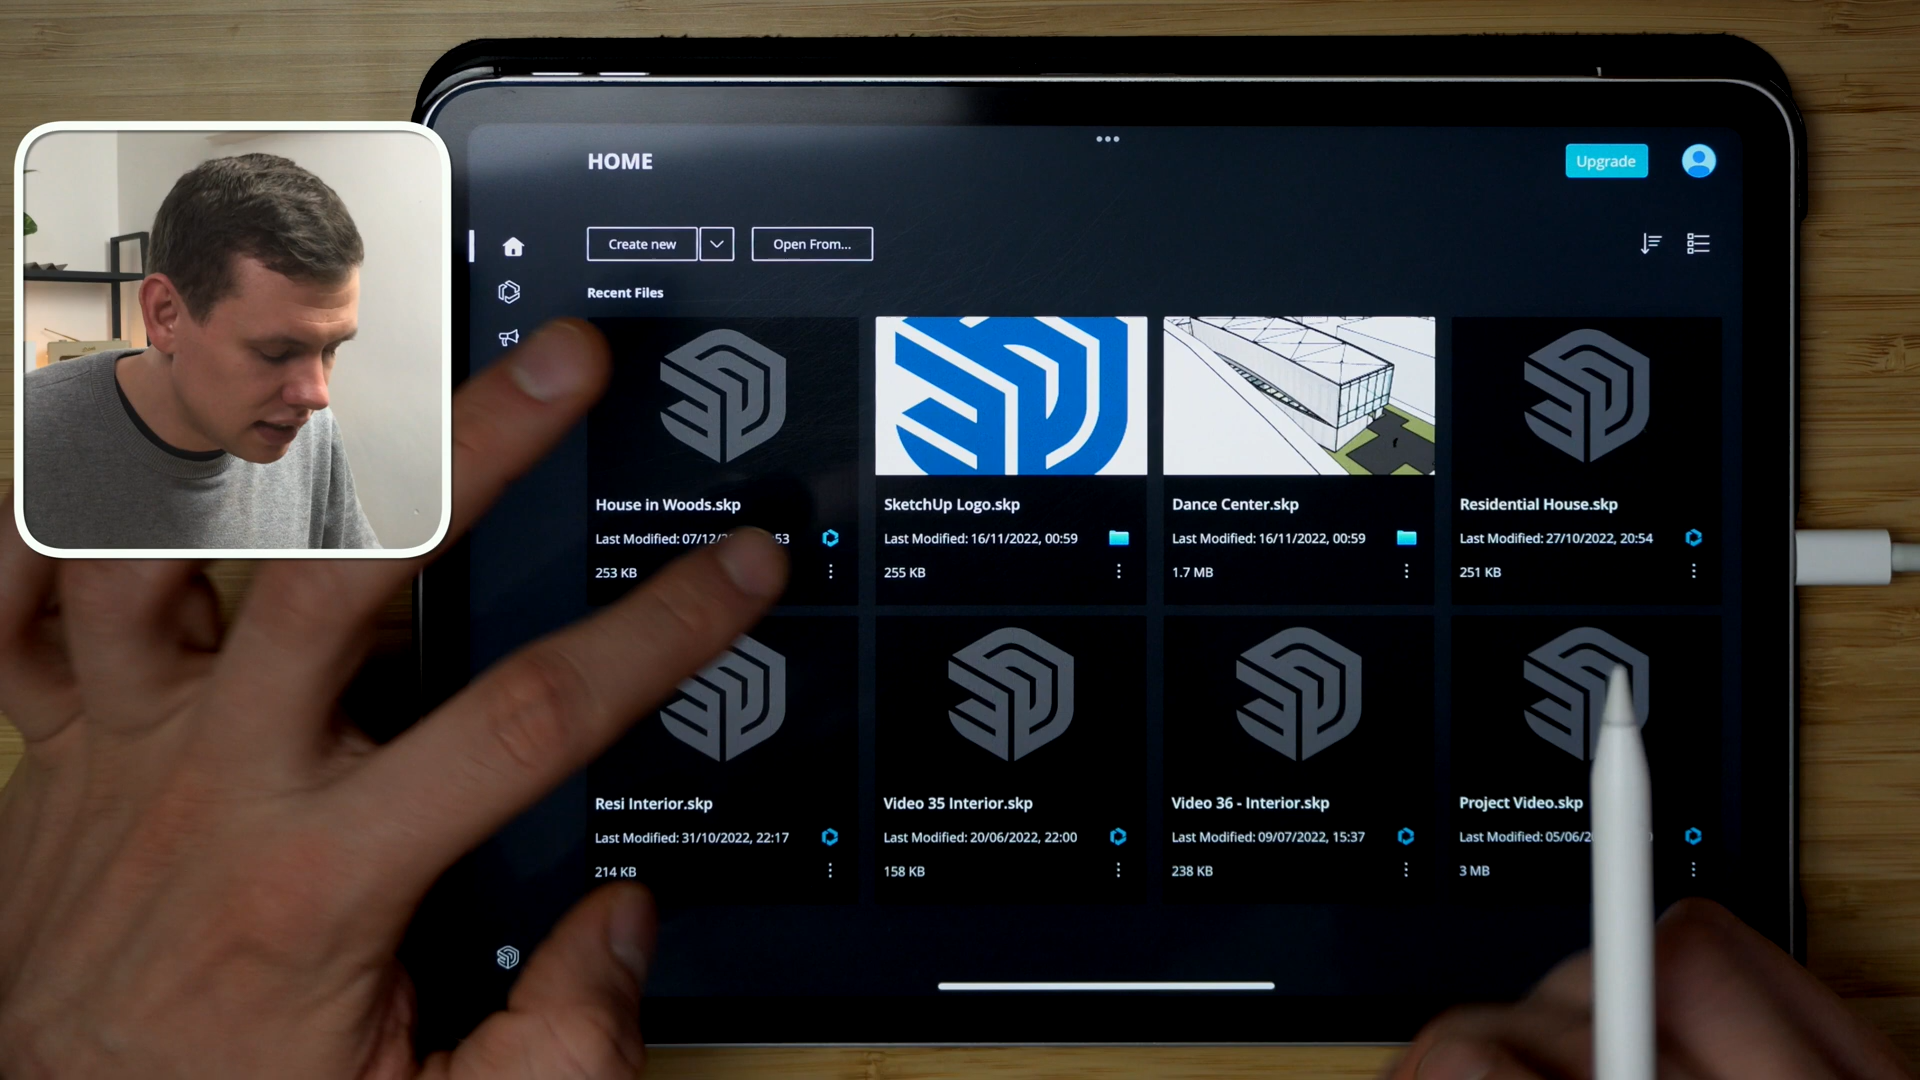 HOME
Upgrade
Create new
Open From...
Recent Files
House in Woods.skp
Last Modified: 07/12/ 53
253 KB
SketchUp Logo.skp
Last Modified: 16/11/2022, 00:59
255 KB
Dance Center.skp
Last Modified: 16/11/2022, 00:59
1.7 MB
Residential House.skp
Last Modified: 27/10/2022, 20:54
251 KB
Resi Interior.skp
Last Modified: 31/10/2022, 22:17
214 KB
Video 35 Interior.skp
Last Modified: 20/06/2022, 22:00
158 KB
Video 36 - Interior.skp
Last Modified: 09/07/2022, 15:37
238 KB
Project Video.skp
Last Modified: 05/06/2
3 MB